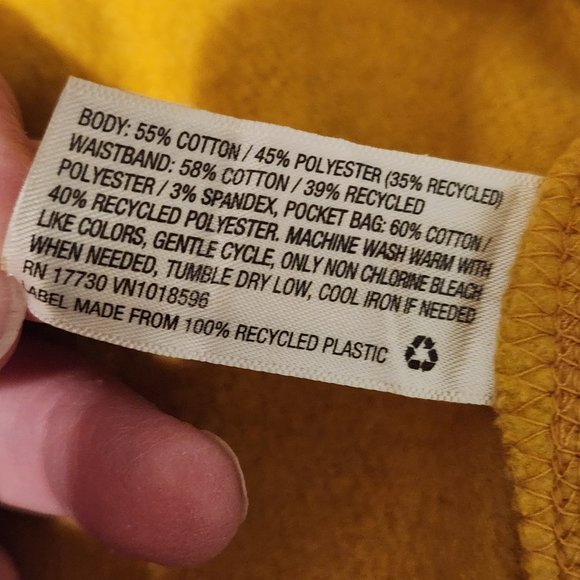 BODY: 55% COTTON / 45% POLYESTER (35% RECYCLED)
WAISTBAND: 58% COTTON / 39% RECYCLED
POLYESTER / 3% SPANDEX, POCKET BAG: 60% COTTON /
40% RECYCLED POLYESTER. MACHINE WASH WARM WITH
LIKE COLORS, GENTLE CYCLE, ONLY NON CHLORINE BLEACH
WHEN NEEDED, TUMBLE DRY LOW, COOL IRON IF NEEDED
RN 17730 VN1018596
LABEL MADE FROM 100% RECYCLED PLASTIC